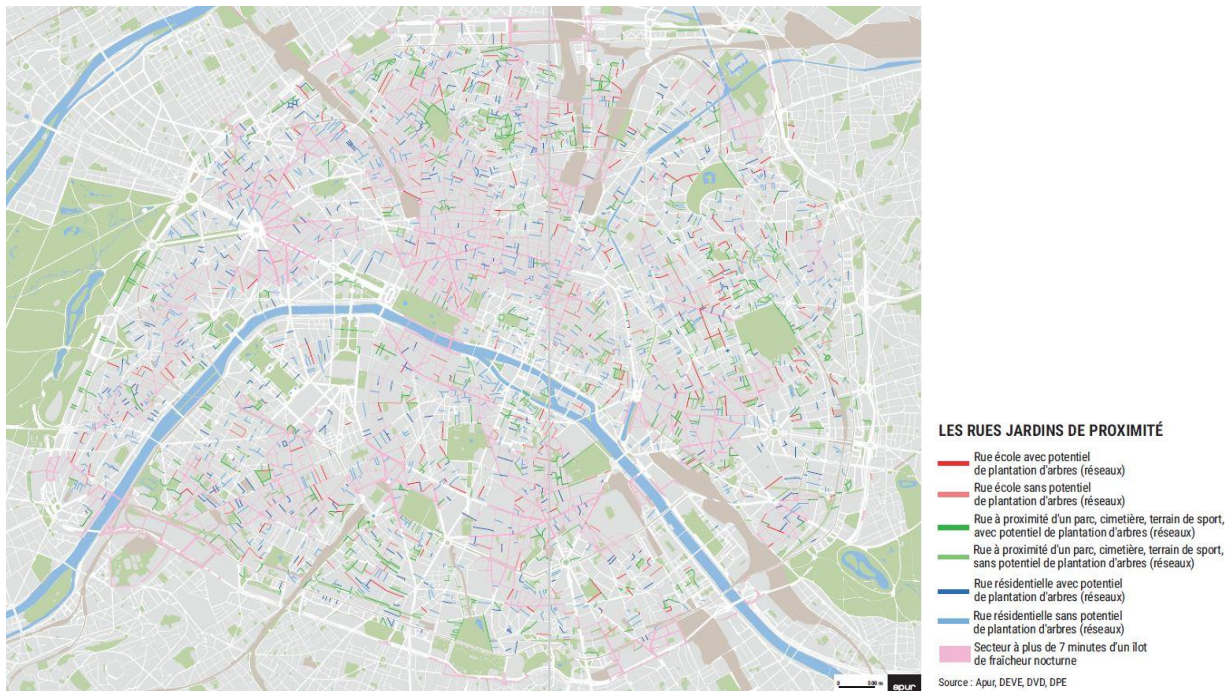 LES RUES JARDINS DE PROXIMITÉ
Rue école avec potentiel
de plantation d'arbres (réseaux)
Rue école sans potentiel
de plantation d'arbres (réseaux)
Rue à proximité d'un parc, cimetière, terrain de sport,
avec potentiel de plantation d'arbres (réseaux)
Rue à proximité d'un parc, cimetière, terrain de sport,
sans potentiel de plantation d'arbres (réseaux)
Rue résidentielle avec potentiel
de plantation d'arbres (réseaux)
Rue résidentielle sans potentiel
de plantation d'arbres (réseaux)
Secteur à plus de 7 minutes d'un îlot
de fraîcheur nocturne
Source : Apur, DEVE, DVD, DPE
0 500 m apur